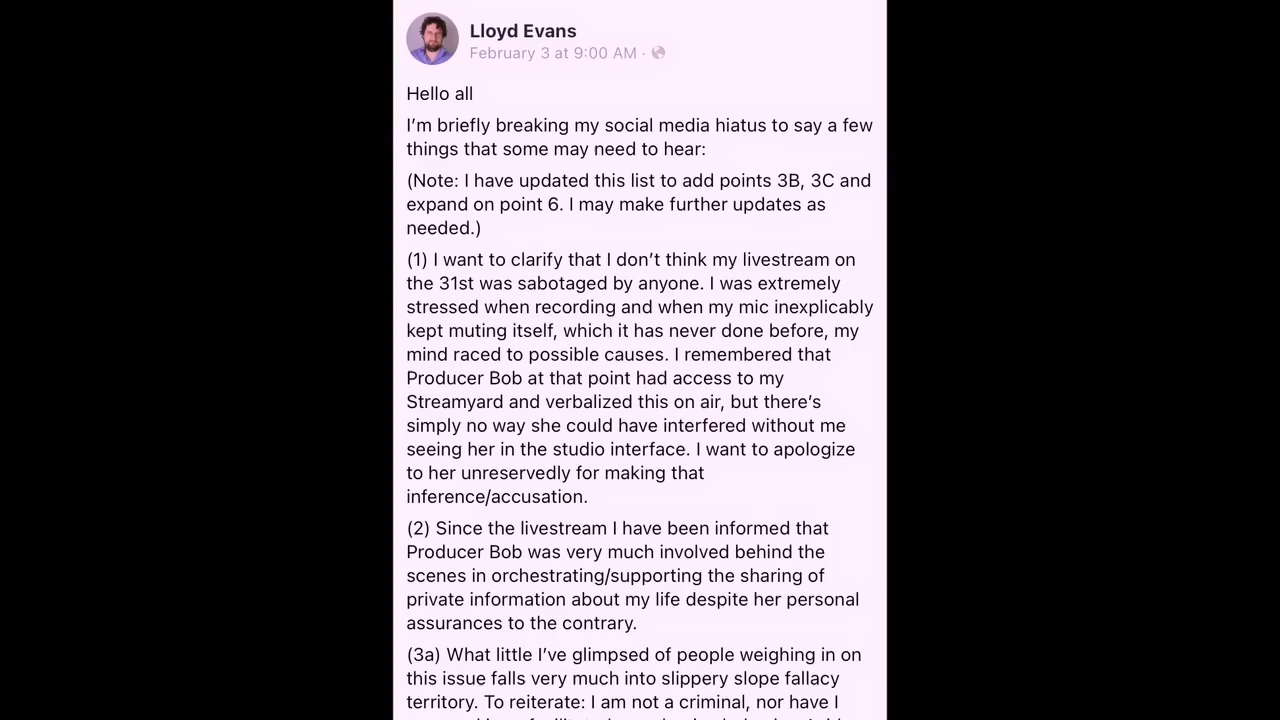 Lloyd Evans
February 3 at 9:00 AM ·
Hello all
I’m briefly breaking my social media hiatus to say a few
things that some may need to hear:
(Note: I have updated this list to add points 3B, 3C and
expand on point 6. I may make further updates as
needed.)
(1) I want to clarify that I don’t think my livestream on
the 31st was sabotaged by anyone. I was extremely
stressed when recording and when my mic inexplicably
kept muting itself, which it has never done before, my
mind raced to possible causes. I remembered that
Producer Bob at that point had access to my
Streamyard and verbalized this on air, but there’s
simply no way she could have interfered without me
seeing her in the studio interface. I want to apologize
to her unreservedly for making that
inference/accusation.
(2) Since the livestream I have been informed that
Producer Bob was very much involved behind the
scenes in orchestrating/supporting the sharing of
private information about my life despite her personal
assurances to the contrary.
(3a) What little I’ve glimpsed of people weighing in on
this issue falls very much into slippery slope fallacy
territory. To reiterate: I am not a criminal, nor have I